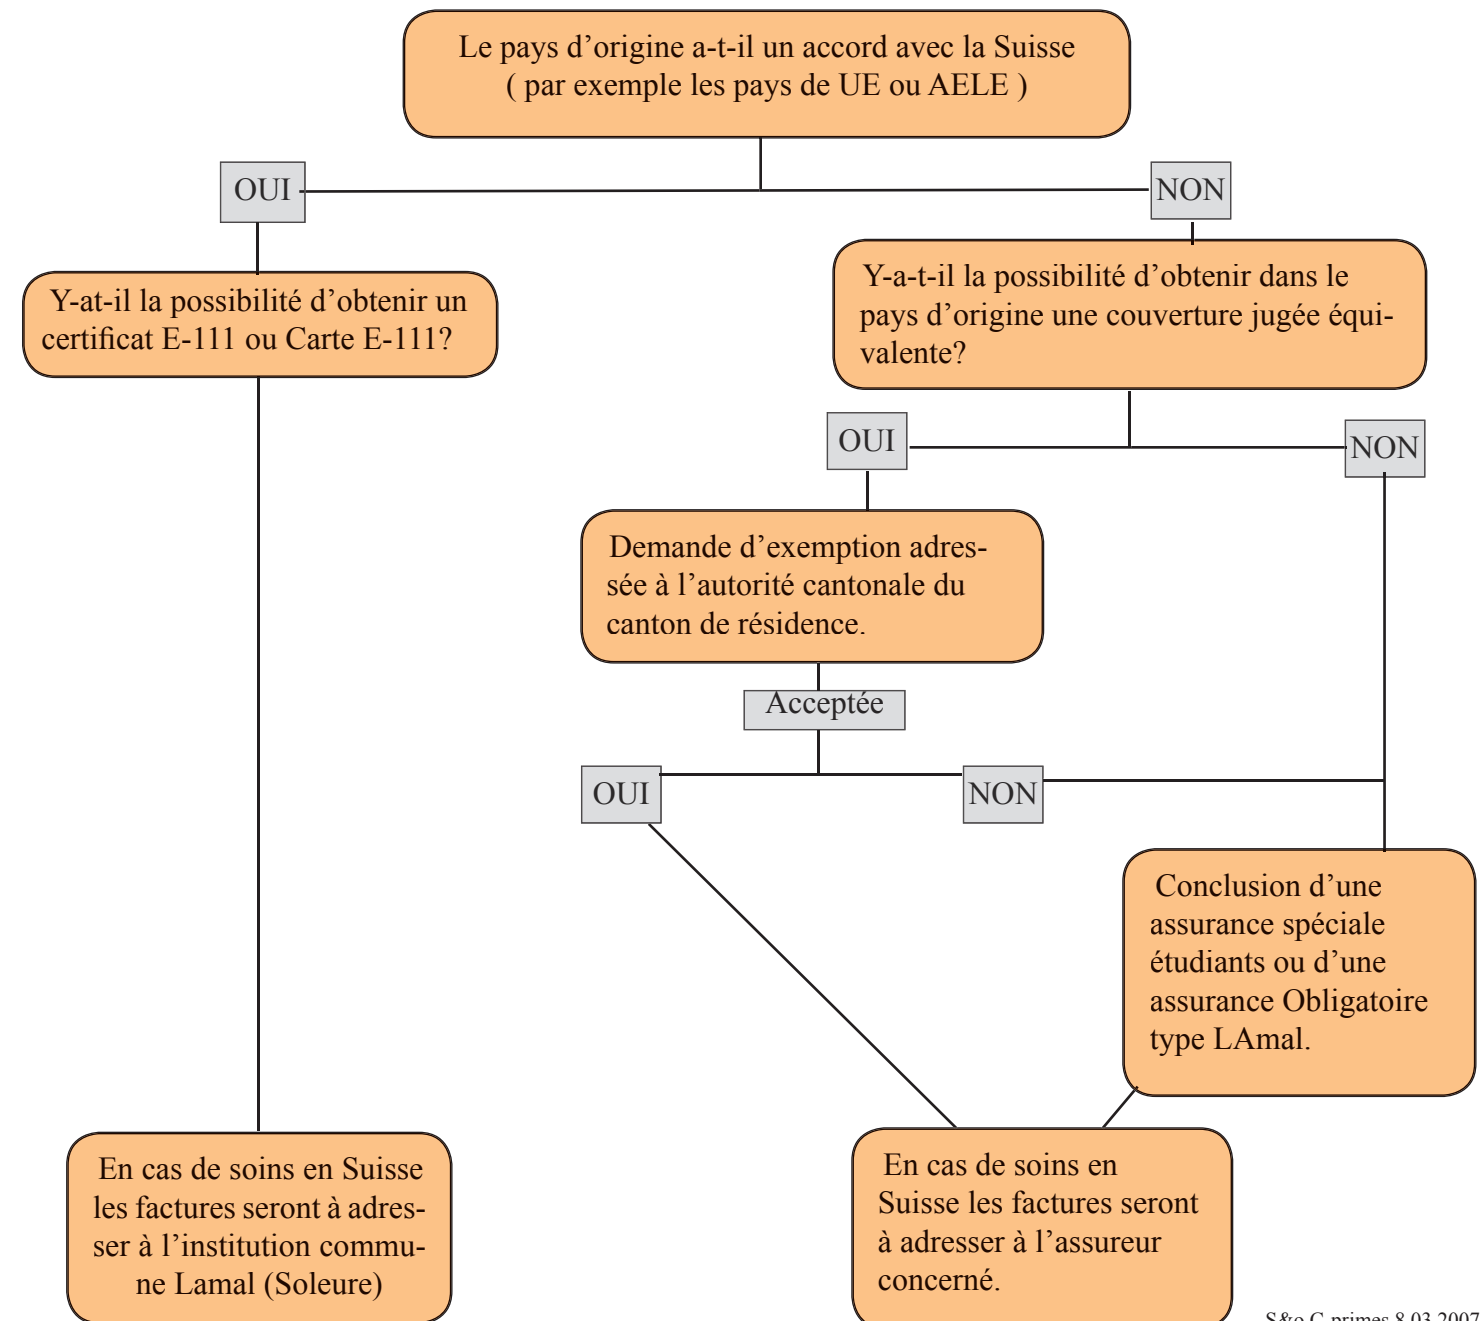 Le pays d’origine a-t-il un accord avec la Suisse
( par exemple les pays de UE ou AELE )
OUI
NON
Y-at-il la possibilité d’obtenir un
certificat E-111 ou Carte E-111?
Y-a-t-il la possibilité d’obtenir dans le
pays d’origine une couverture jugée équi-
valente?
OUI
NON
Demande d’exemption adres-
sée à l’autorité cantonale du
canton de résidence.
Acceptée
OUI
NON
Conclusion d’une
assurance spéciale
étudiants ou d’une
assurance Obligatoire
type LAmal.
En cas de soins en Suisse
les factures seront à adres-
ser à l’institution commu-
ne Lamal (Soleure)
En cas de soins en
Suisse les factures seront
à adresser à l’assureur
concerné.
S&o C-primes 8.03.2007